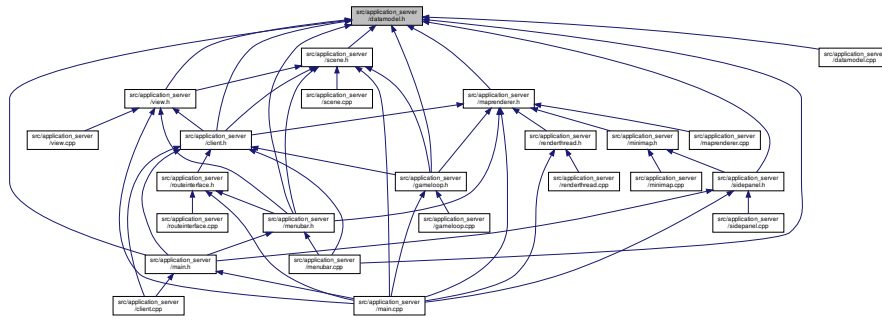 src/application_server
/datamodel.h
src/application_server
/scene.h
src/application_server
/datamodel.cpp
src/application_server
/view.h
src/application_server
/scene.cpp
src/application_server
/maprenderer.h
src/application_server
/view.cpp
src/application_server
/client.h
src/application_server
/renderthread.h
src/application_server
/minimap.h
src/application_server
/maprenderer.cpp
src/application_server
/routeinterface.h
src/application_server
/gameloop.h
src/application_server
/renderthread.cpp
src/application_server
/minimap.cpp
src/application_server
/sidepanel.h
src/application_server
/routeinterface.cpp
src/application_server
/menubar.h
src/application_server
/gameloop.cpp
src/application_server
/sidepanel.cpp
src/application_server
/main.h
src/application_server
/menubar.cpp
src/application_server
/client.cpp
src/application_server
/main.cpp